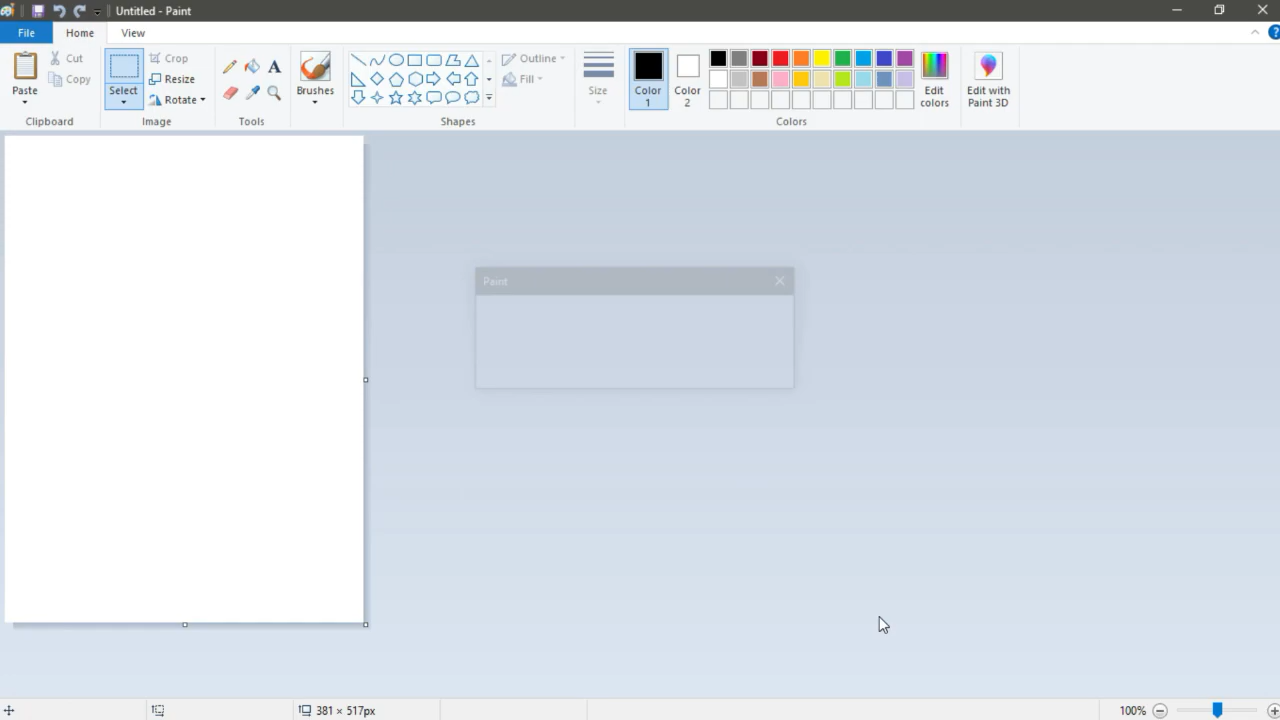 Untitled - Paint
File Home View
Paste
Cut
Copy
Clipboard
Select
Crop
Resize
Rotate
Image
A
Tools
Brushes
Outline
Fill
Shapes
Size
Color
1
Color
2
Edit
colors
Colors
Edit with
Paint 3D
Paint
381 × 517px
100%